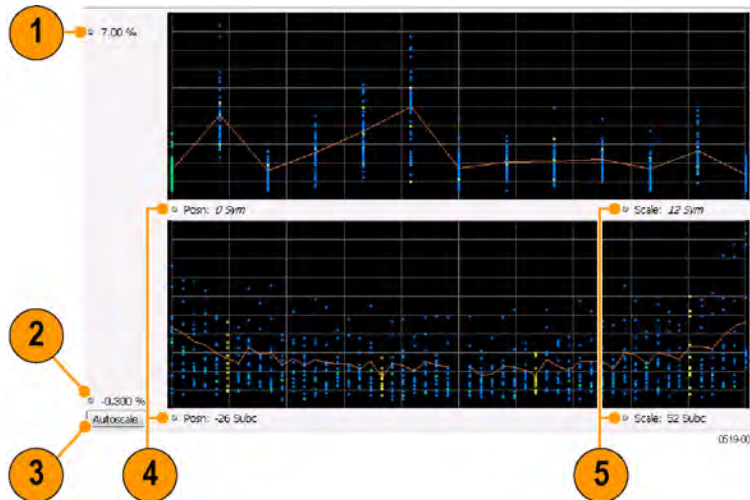 1
7.00 %
Posn: 0 Sym
Scale: 12 Sym
2
-0.300 %
Autoscale
Posn: -26 Subc
Scale: 52 Subc
0519-00
3
4
5